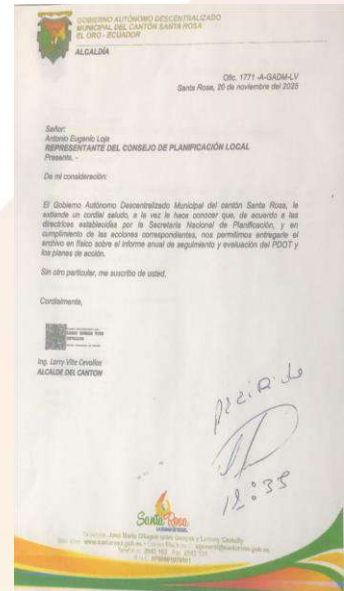 GOBIERNO AUTÓNOMO DESCENTRALIZADO
MUNICIPAL DEL CANTÓN SANTA ROSA
EL ORO - ECUADOR
ALCALDÍA
Ofic. 1771 -A-GADM-LV
Santa Rosa, 20 de noviembre del 2025
Señor:
Antonio Eugenio Loja
REPRESENTANTE DEL CONSEJO DE PLANIFICACIÓN LOCAL
Presente. -
De mi consideración:
El Gobierno Autónomo Descentralizado Municipal del cantón Santa Rosa, le
extiende un cordial saludo, a la vez le hace conocer que, de acuerdo a las
directrices establecidas por la Secretaría Nacional de Planificación, y en
cumplimiento de las acciones correspondientes, nos permitimos entregarle el
archivo en físico sobre el informe anual de seguimiento y evaluación del PDOT y
los planes de acción.
Sin otro particular, me suscribo de usted.
Cordialmente,
Ing. Larry Vite Cevallos
ALCALDE DEL CANTON
12:35
Santa Rosa